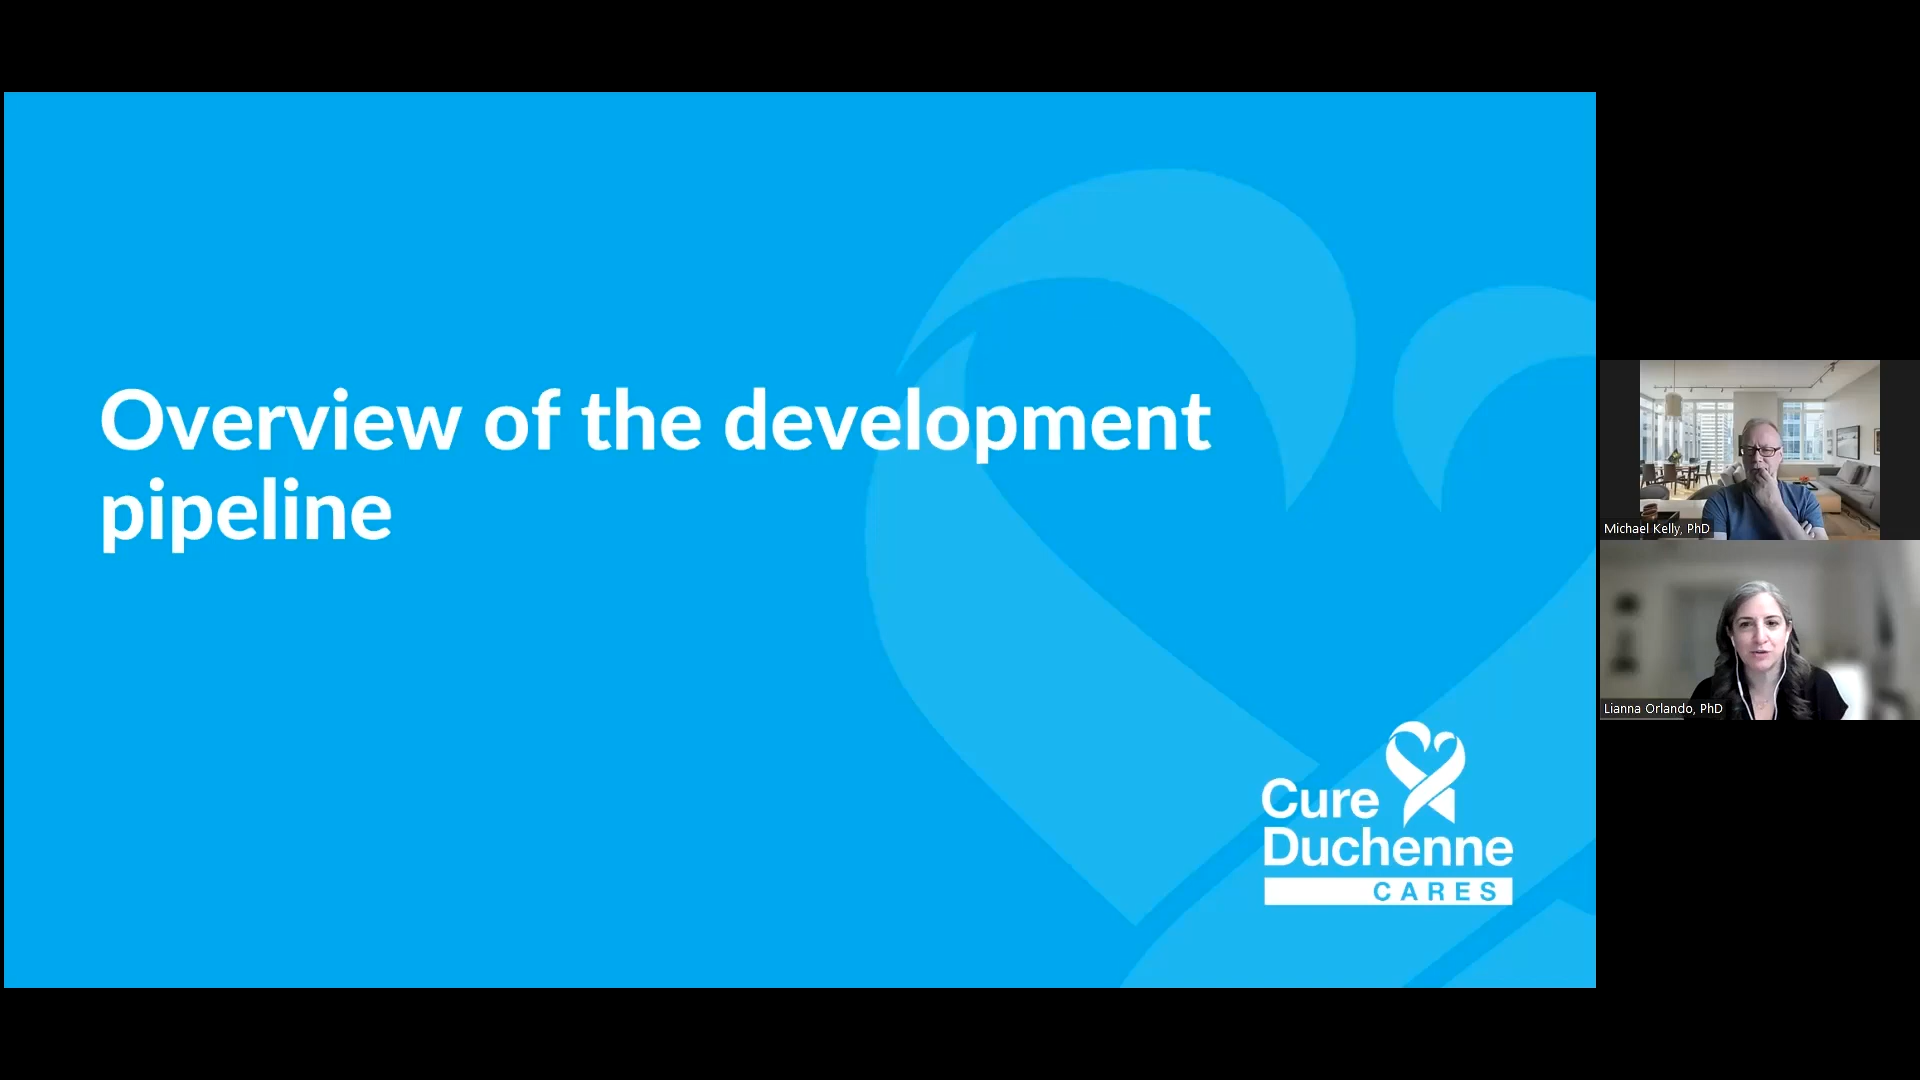 Overview of the development
pipeline
Cure
Duchenne
CARES
Michael Kelly, PhD
Lianna Orlando, PhD